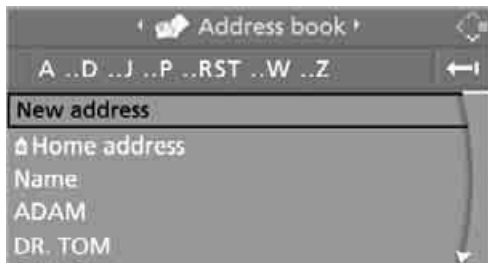 Address book
A ..D ..J ..P ..RST ..W ..Z
New address
Home address
Name
ADAM
DR. TOM